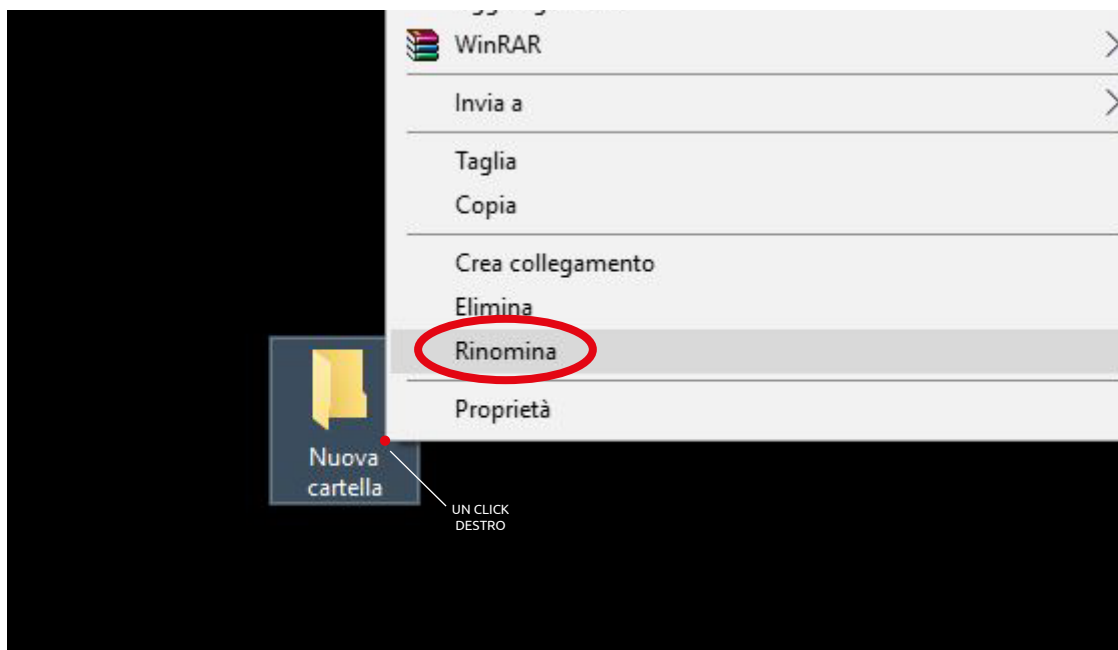 WinRAR
Invia a
Taglia
Copia
Crea collegamento
Elimina
Rinomina
Proprietà
Nuova
cartella
UN CLICK
DESTRO